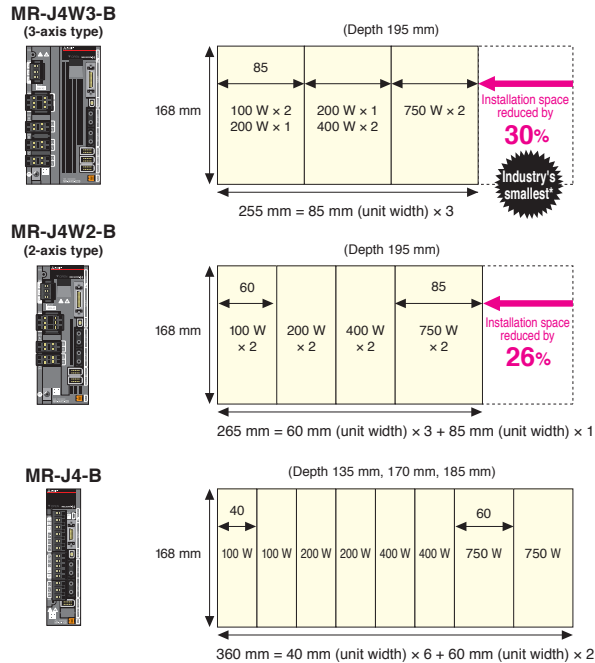 MR-J4W3-B
(3-axis type)
(Depth 195 mm)
85
168 mm
100 W × 2
200 W × 1
200 W × 1
400 W × 2
750 W × 2
Installation space
reduced by
30%
Industry's
smallest*
255 mm = 85 mm (unit width) × 3
MR-J4W2-B
(2-axis type)
(Depth 195 mm)
60
85
168 mm
100 W
× 2
200 W
× 2
400 W
× 2
750 W
× 2
Installation space
reduced by
26%
265 mm = 60 mm (unit width) × 3 + 85 mm (unit width) × 1
MR-J4-B
(Depth 135 mm, 170 mm, 185 mm)
40
60
168 mm
100 W
100 W
200 W
200 W
400 W
400 W
750 W
750 W
360 mm = 40 mm (unit width) × 6 + 60 mm (unit width) × 2